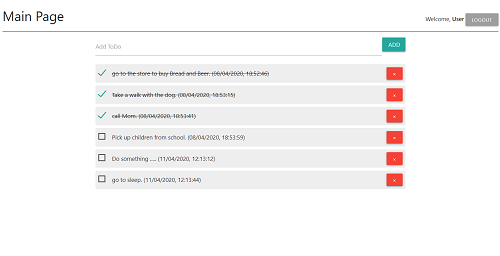 Main Page
Welcome, User LOGOUT
Add ToDo
ADD
go to the store to buy Bread and Beer. (08/04/2020, 18:52:46)
Take a walk with the dog. (08/04/2020, 18:53:15)
call Mom. (08/04/2020, 18:53:41)
Pick up children from school. (08/04/2020, 18:53:59)
Do something .... (11/04/2020, 12:13:12)
go to sleep. (11/04/2020, 12:13:44)